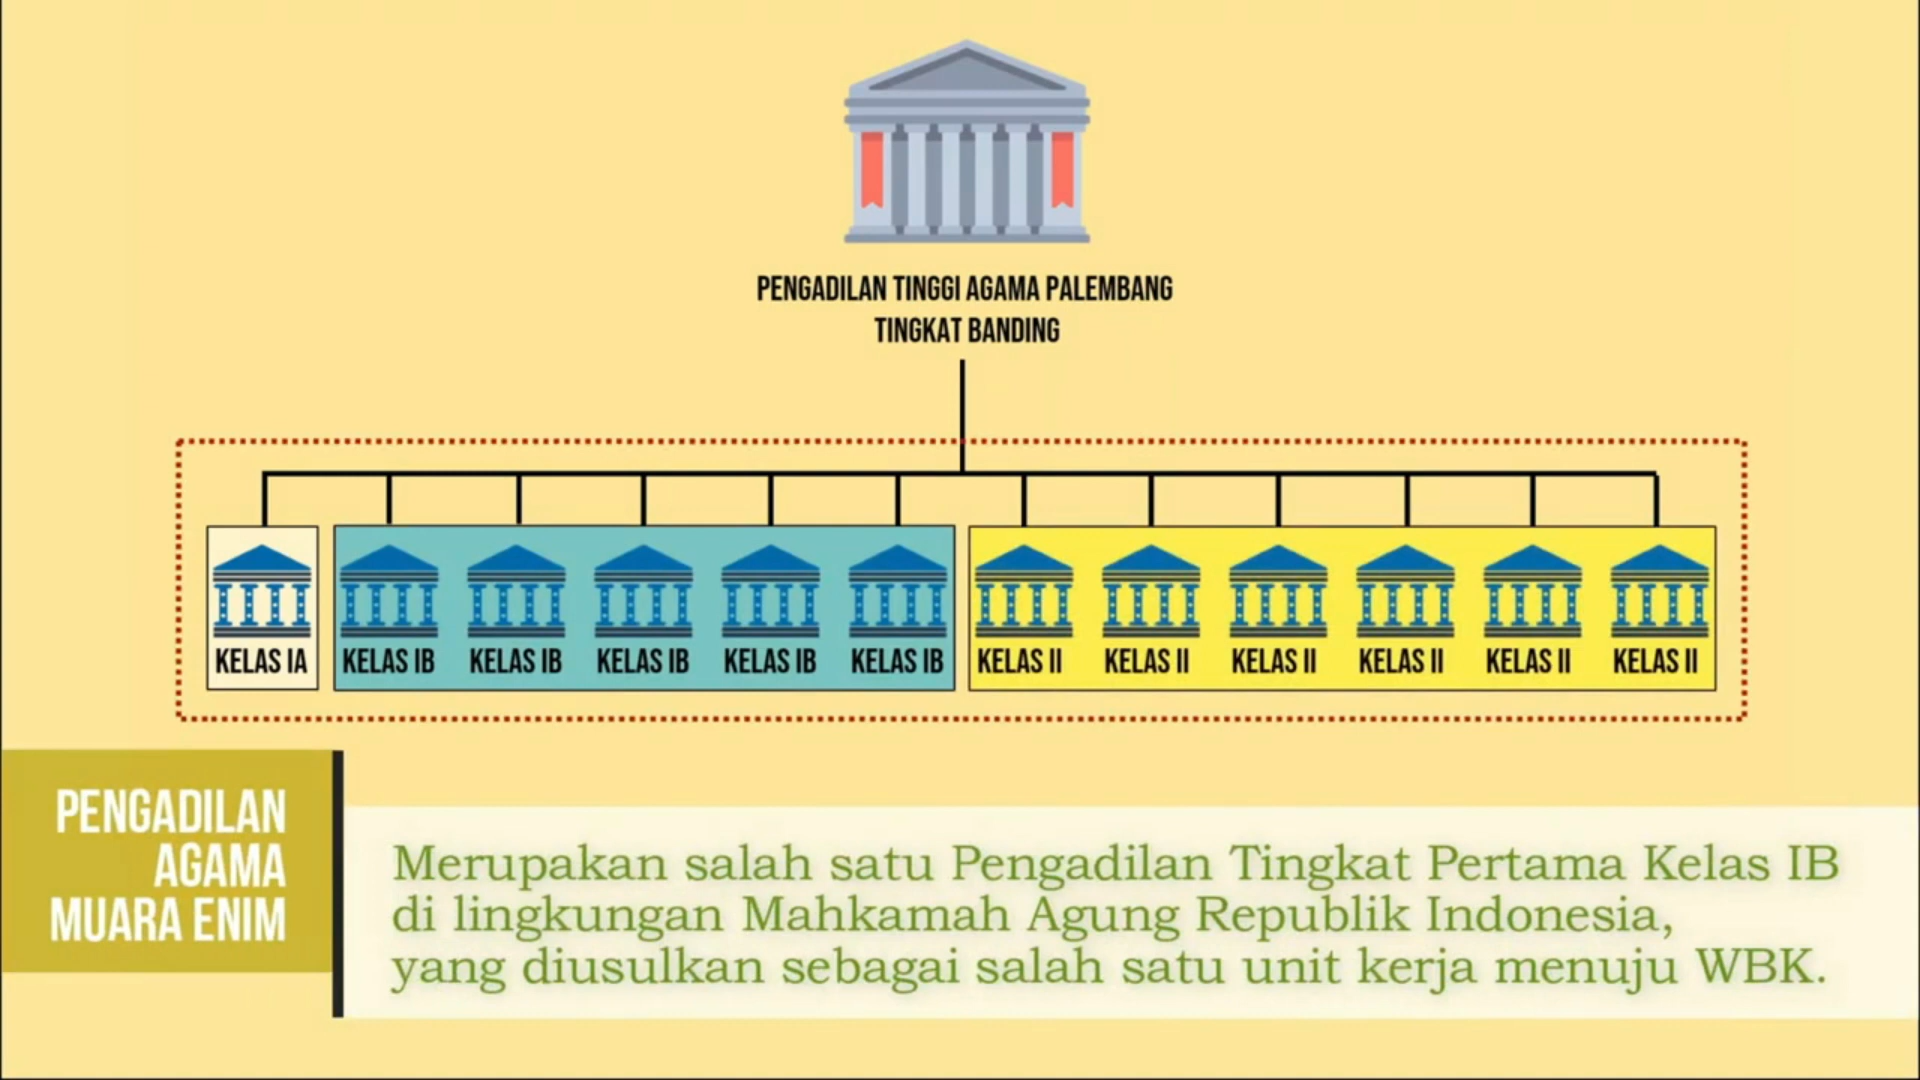 PENGADILAN TINGGI AGAMA PALEMBANG
TINGKAT BANDING
KELAS IA
KELAS IB
KELAS IB
KELAS IB
KELAS IB
KELAS IB
KELAS II
KELAS II
KELAS II
KELAS II
KELAS II
KELAS II
PENGADILAN
AGAMA
MUARA ENIM
Merupakan salah satu Pengadilan Tingkat Pertama Kelas IB
di lingkungan Mahkamah Agung Republik Indonesia,
yang diusulkan sebagai salah satu unit kerja menuju WBK.